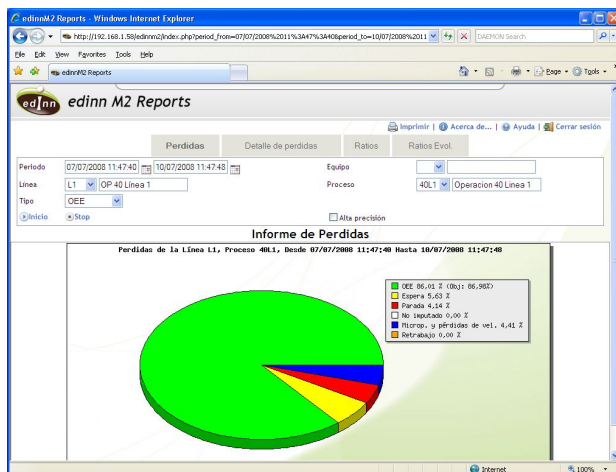 edinnM2 Reports - Windows Internet Explorer
http://192.168.1.58/edinnm2/index.php?period_from=07/07/2008%2011%3A47%3A40&period_to=10/07/2008%2011
DAEMON Search
File Edit View Favorites Tools Help
edinnM2 Reports
Page Tools
edInn edinn M2 Reports
Imprimir | Acerca de... | Ayuda | Cerrar sesión
Perdidas Detalle de perdidas Ratios Ratios Evol.
Periodo 07/07/2008 11:47:40 10/07/2008 11:47:48 Equipo
Línea L1 OP 40 Línea 1 Proceso 40L1 Operacion 40 Linea 1
Tipo OEE
Inicio Stop Alta precisión
Informe de Perdidas
Perdidas de la Línea L1, Proceso 40L1, Desde 07/07/2008 11:47:40 Hasta 10/07/2008 11:47:48
OEE 86,01 % (Obj: 86,98%)
Espera 5,63 %
Parada 4,14 %
No imputado 0,00 %
Microp. y pérdidas de vel. 4,41 %
Retrabajo 0,00 %
Internet 100%